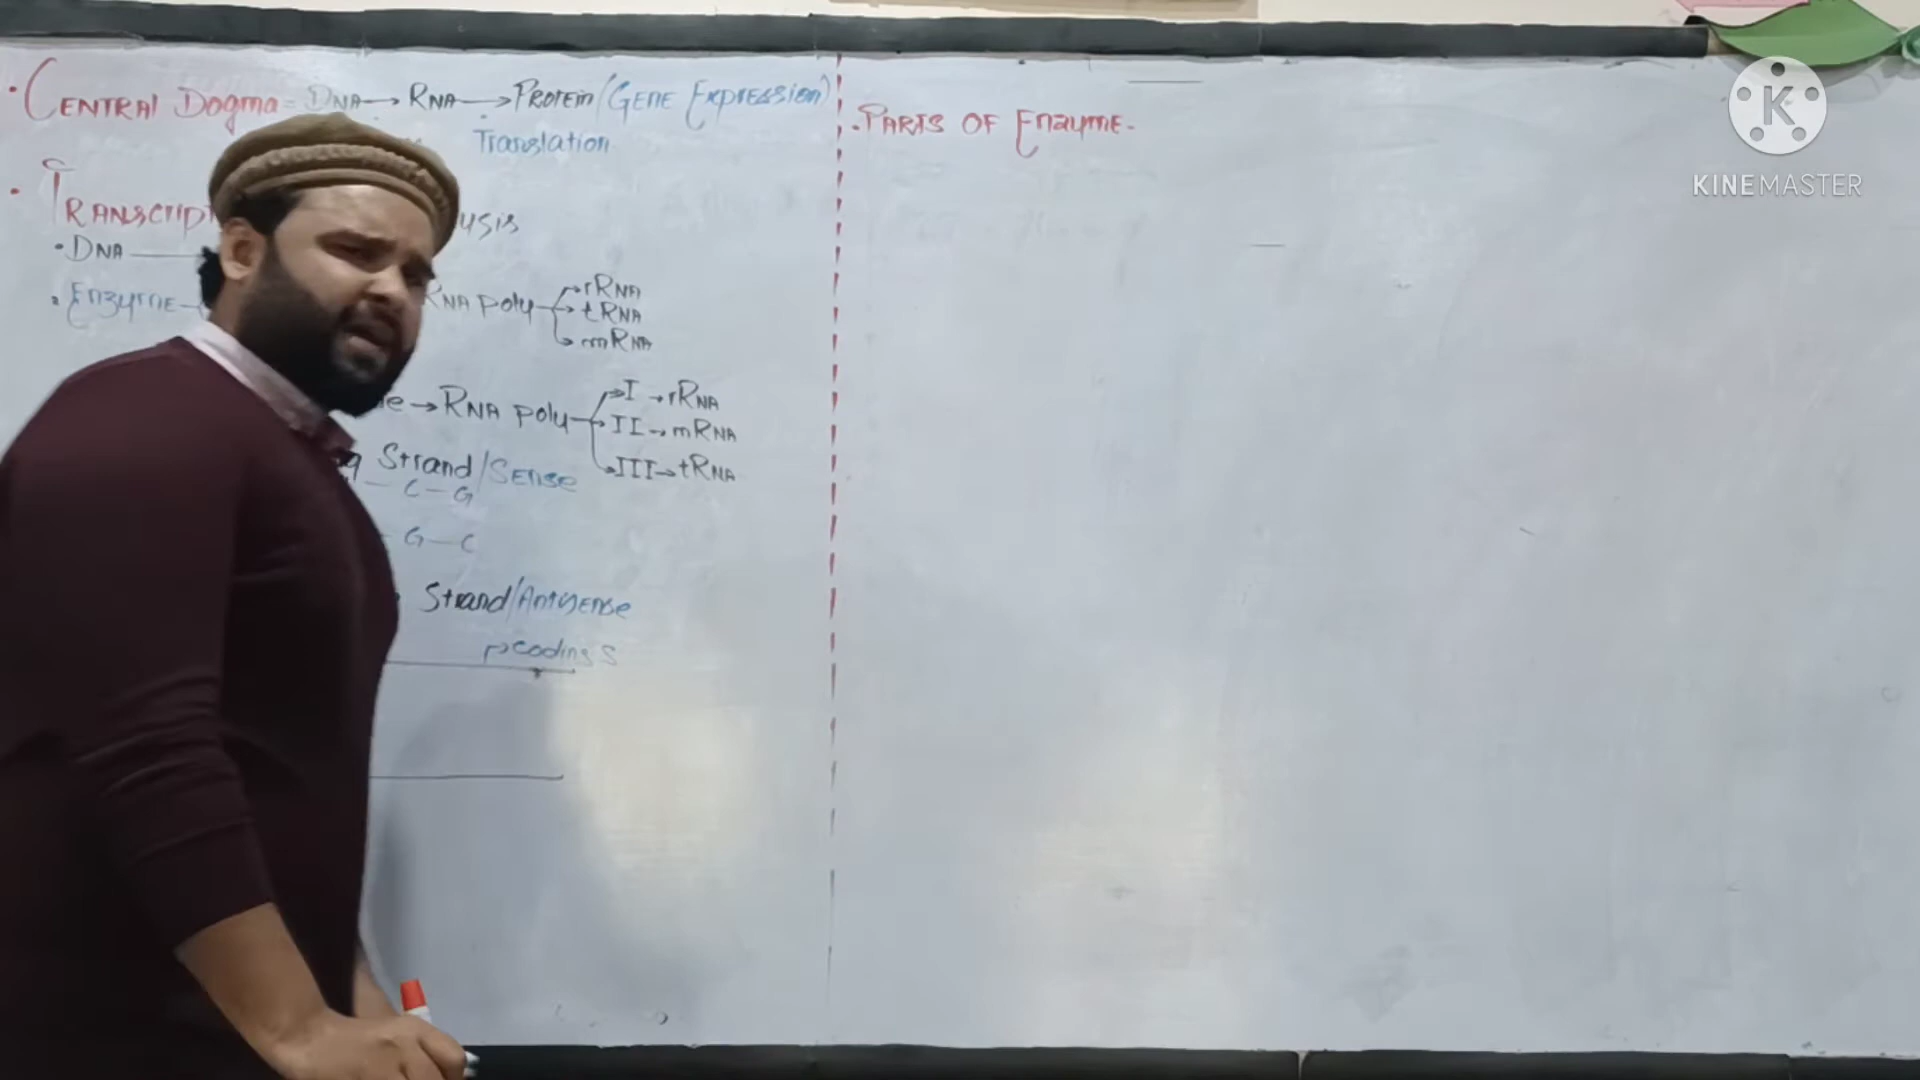 • CENTRAL Dogma = DNA → RNA → Protein (GENE Expression)
Translation
• TRANSCRIPT
• DNA
• Enzyme RNA poly → rRNA
→ tRNA
→ mRNA
→ RNA poly → I → rRNA
→ II → mRNA
→ III → tRNA
Strand/Sense
– C – G
G – C
Strand/Antisense
coding S
• PARTS OF Enzyme -
K
KINEMASTER